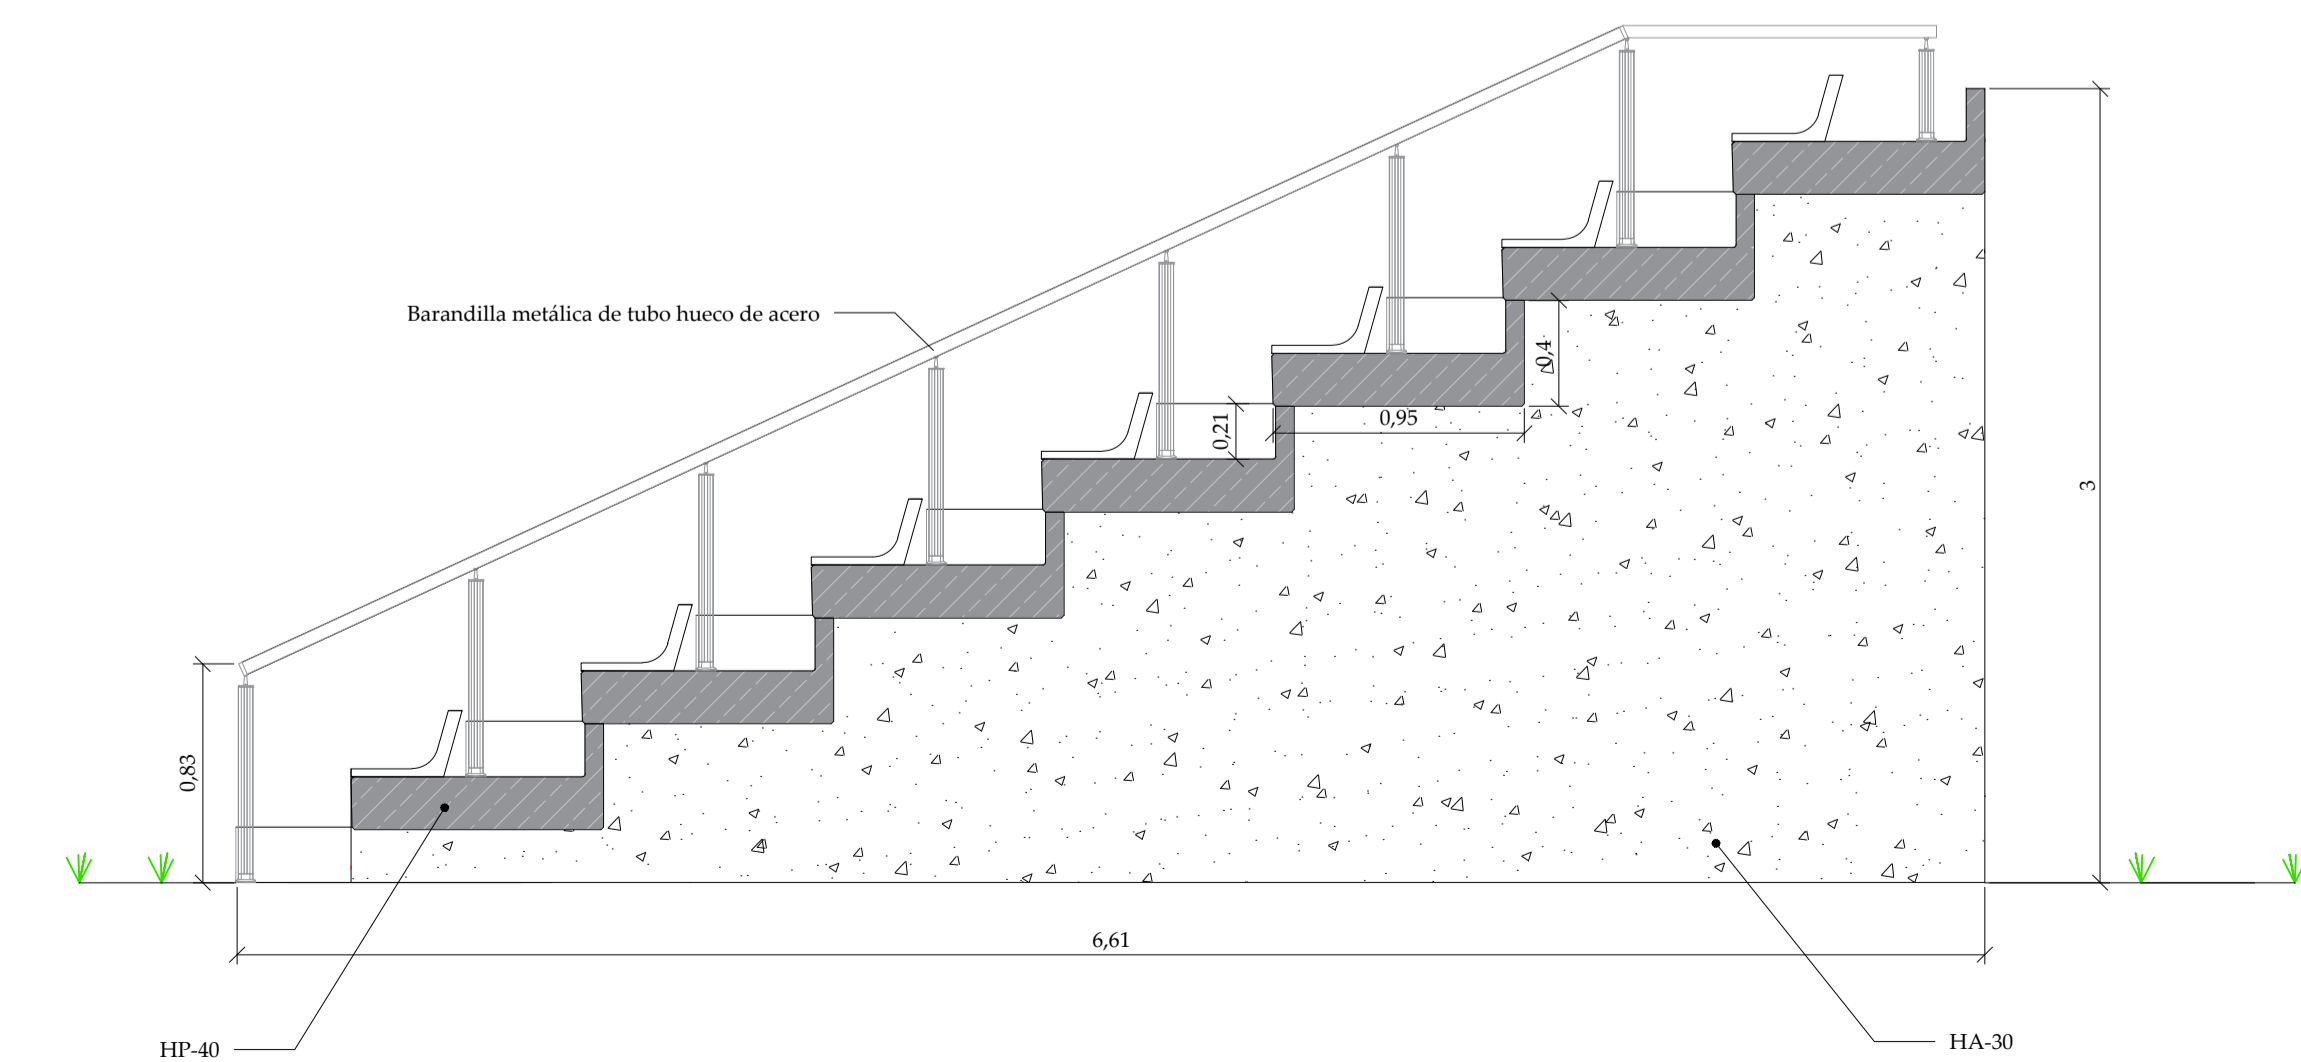 Barandilla metálica de tubo hueco de acero
0,4
0,21
0,95
3
0,83
6,61
HP-40
HA-30